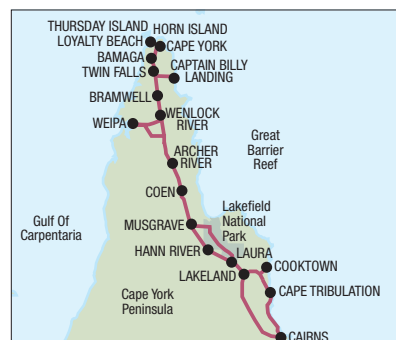 THURSDAY ISLAND
HORN ISLAND
LOYALTY BEACH
CAPE YORK
BAMAGA
CAPTAIN BILLY
LANDING
TWIN FALLS
BRAMWELL
WENLOCK
RIVER
WEIPA
Great
Barrier
Reef
ARCHER
RIVER
COEN
Lakefield
National
Park
Gulf Of
Carpentaria
MUSGRAVE
HANN RIVER
LAURA
COOKTOWN
LAKELAND
CAPE TRIBULATION
Cape York
Peninsula
CAIRNS